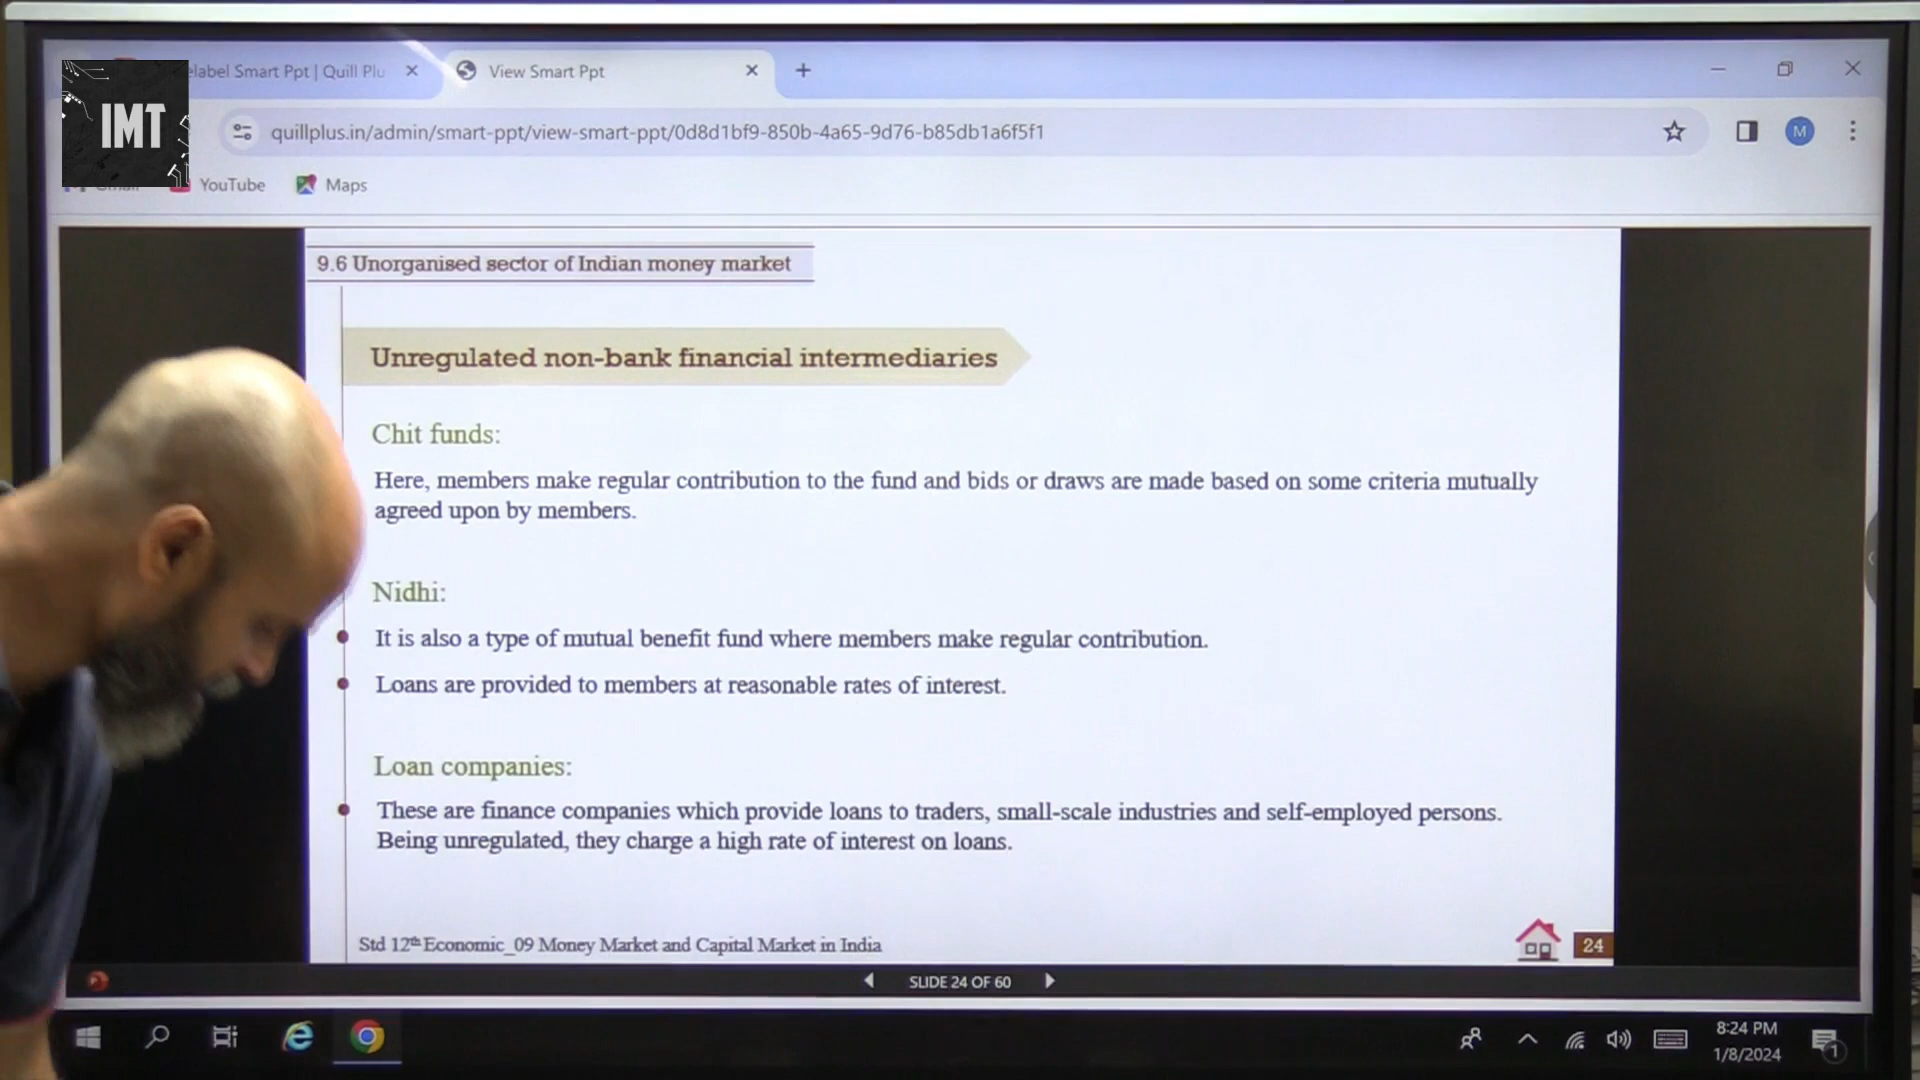 elabel Smart Ppt | Quill Plu
View Smart Ppt
IMT
quillplus.in/admin/smart-ppt/view-smart-ppt/0d8d1bf9-850b-4a65-9d76-b85db1a6f5f1
M
YouTube
Maps
9.6 Unorganised sector of Indian money market
Unregulated non-bank financial intermediaries
Chit funds:
Here, members make regular contribution to the fund and bids or draws are made based on some criteria mutually
agreed upon by members.
Nidhi:
It is also a type of mutual benefit fund where members make regular contribution.
Loans are provided to members at reasonable rates of interest.
Loan companies:
These are finance companies which provide loans to traders, small-scale industries and self-employed persons.
Being unregulated, they charge a high rate of interest on loans.
Std 12th Economic_09 Money Market and Capital Market in India
24
SLIDE 24 OF 60
8:24 PM
1/8/2024
1